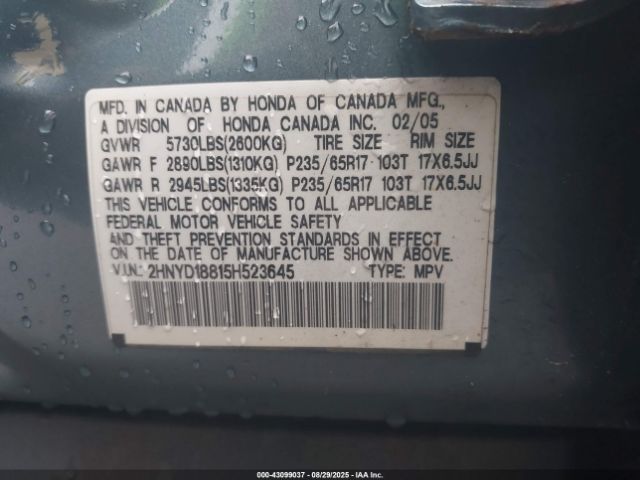 MFD. IN CANADA BY HONDA OF CANADA MFG.,
A DIVISION OF HONDA CANADA INC. 02/05
GVWR 5730LBS(2600KG) TIRE SIZE RIM SIZE
GAWR F 2890LBS(1310KG) P235/65R17 103T 17X6.5JJ
GAWR R 2945LBS(1335KG) P235/65R17 103T 17X6.5JJ
THIS VEHICLE CONFORMS TO ALL APPLICABLE
FEDERAL MOTOR VEHICLE SAFETY
AND THEFT PREVENTION STANDARDS IN EFFECT
ON THE DATE OF MANUFACTURE SHOWN ABOVE.
V.I.N.: 2HNYD18815H523645 TYPE: MPV
000-43099037 - 08/29/2025 - IAA Inc.